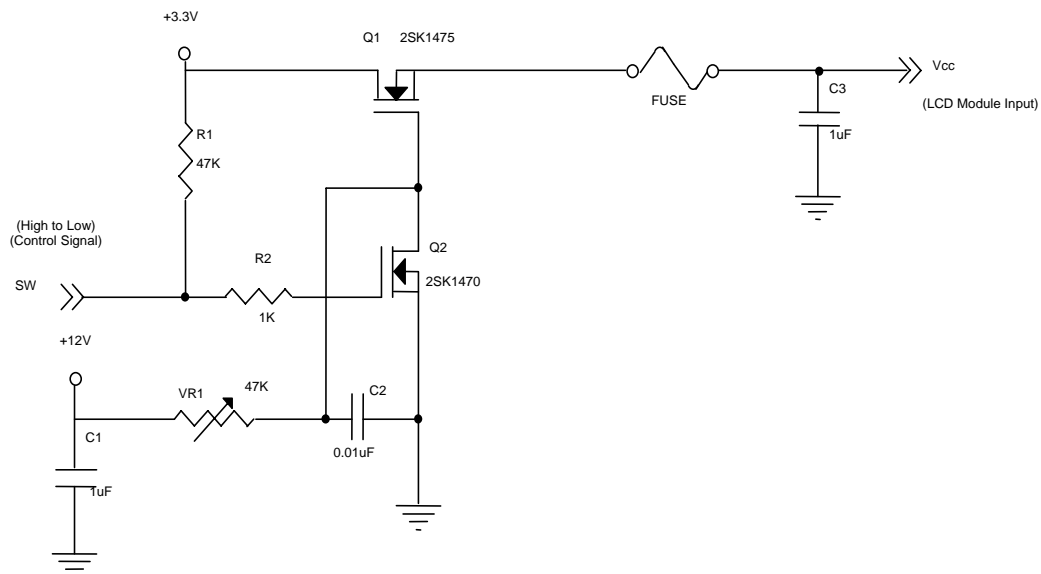 +3.3V
Q1 2SK1475
Vcc
FUSE
C3
(LCD Module Input)
R1
1uF
47K
(High to Low)
(Control Signal)
Q2
R2
2SK1470
SW
1K
+12V
VR1
47K
C2
C1
0.01uF
1uF